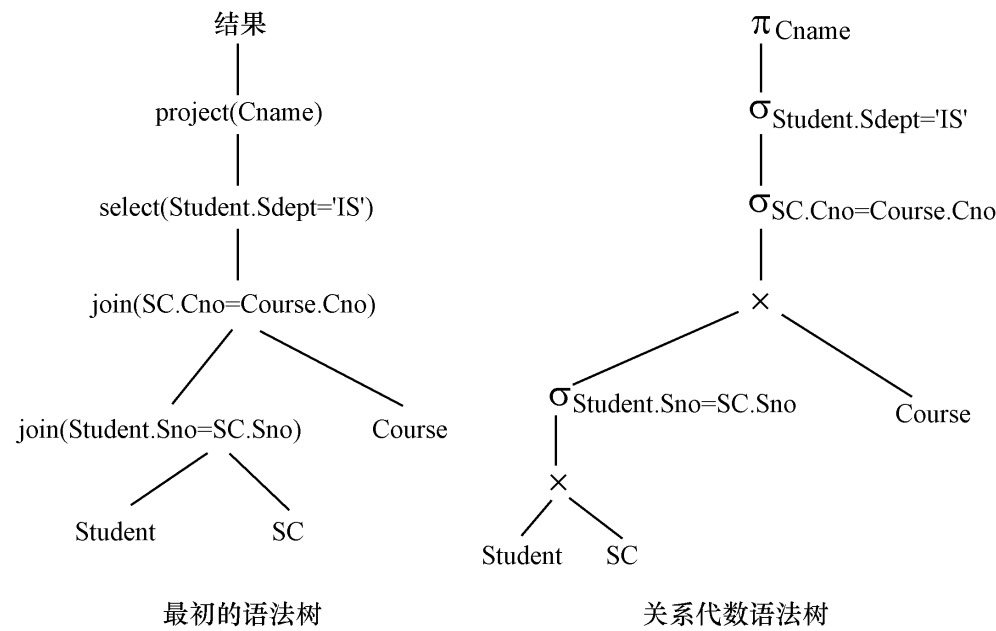 结果
project(Cname)
select(Student.Sdept='IS')
join(SC.Cno=Course.Cno)
join(Student.Sno=SC.Sno)
Course
Student
SC
最初的语法树
π Cname
σ Student.Sdept='IS'
σ SC.Cno=Course.Cno
×
σ Student.Sno=SC.Sno
Course
×
Student
SC
关系代数语法树